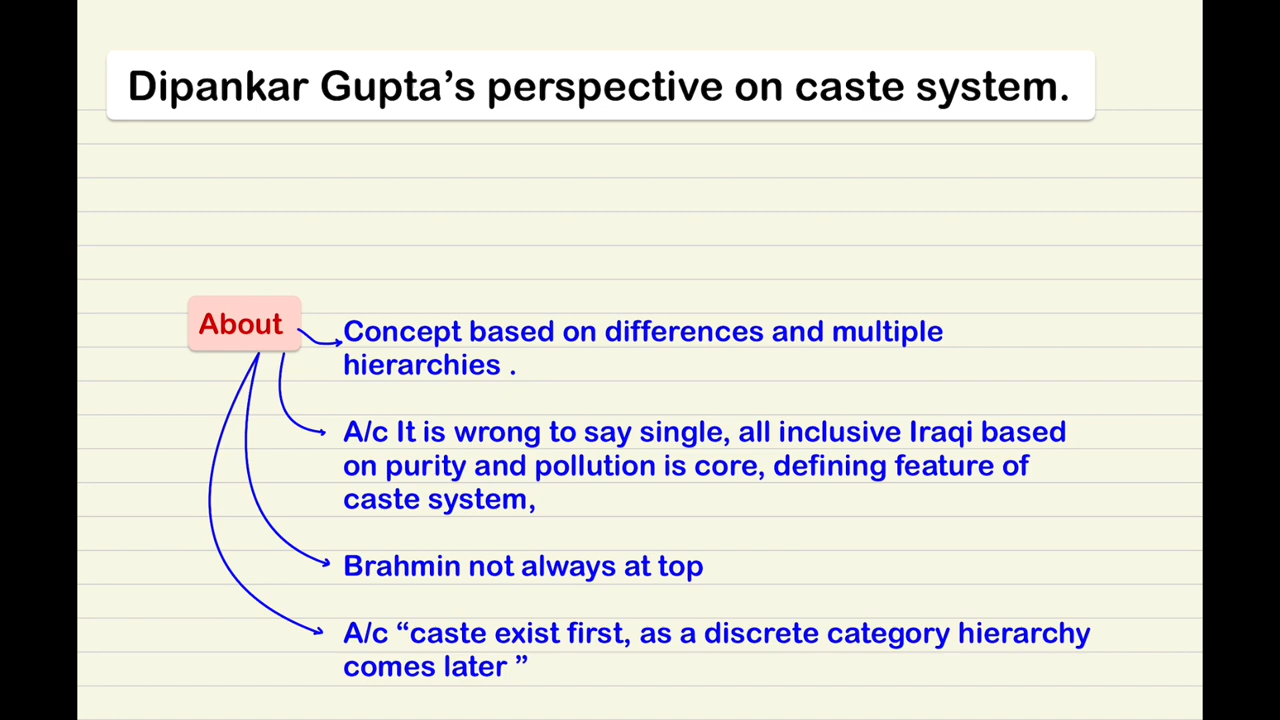 Dipankar Gupta’s perspective on caste system.
About
Concept based on differences and multiple
hierarchies .
A/c It is wrong to say single, all inclusive Iraqi based
on purity and pollution is core, defining feature of
caste system,
Brahmin not always at top
A/c “caste exist first, as a discrete category hierarchy
comes later ”